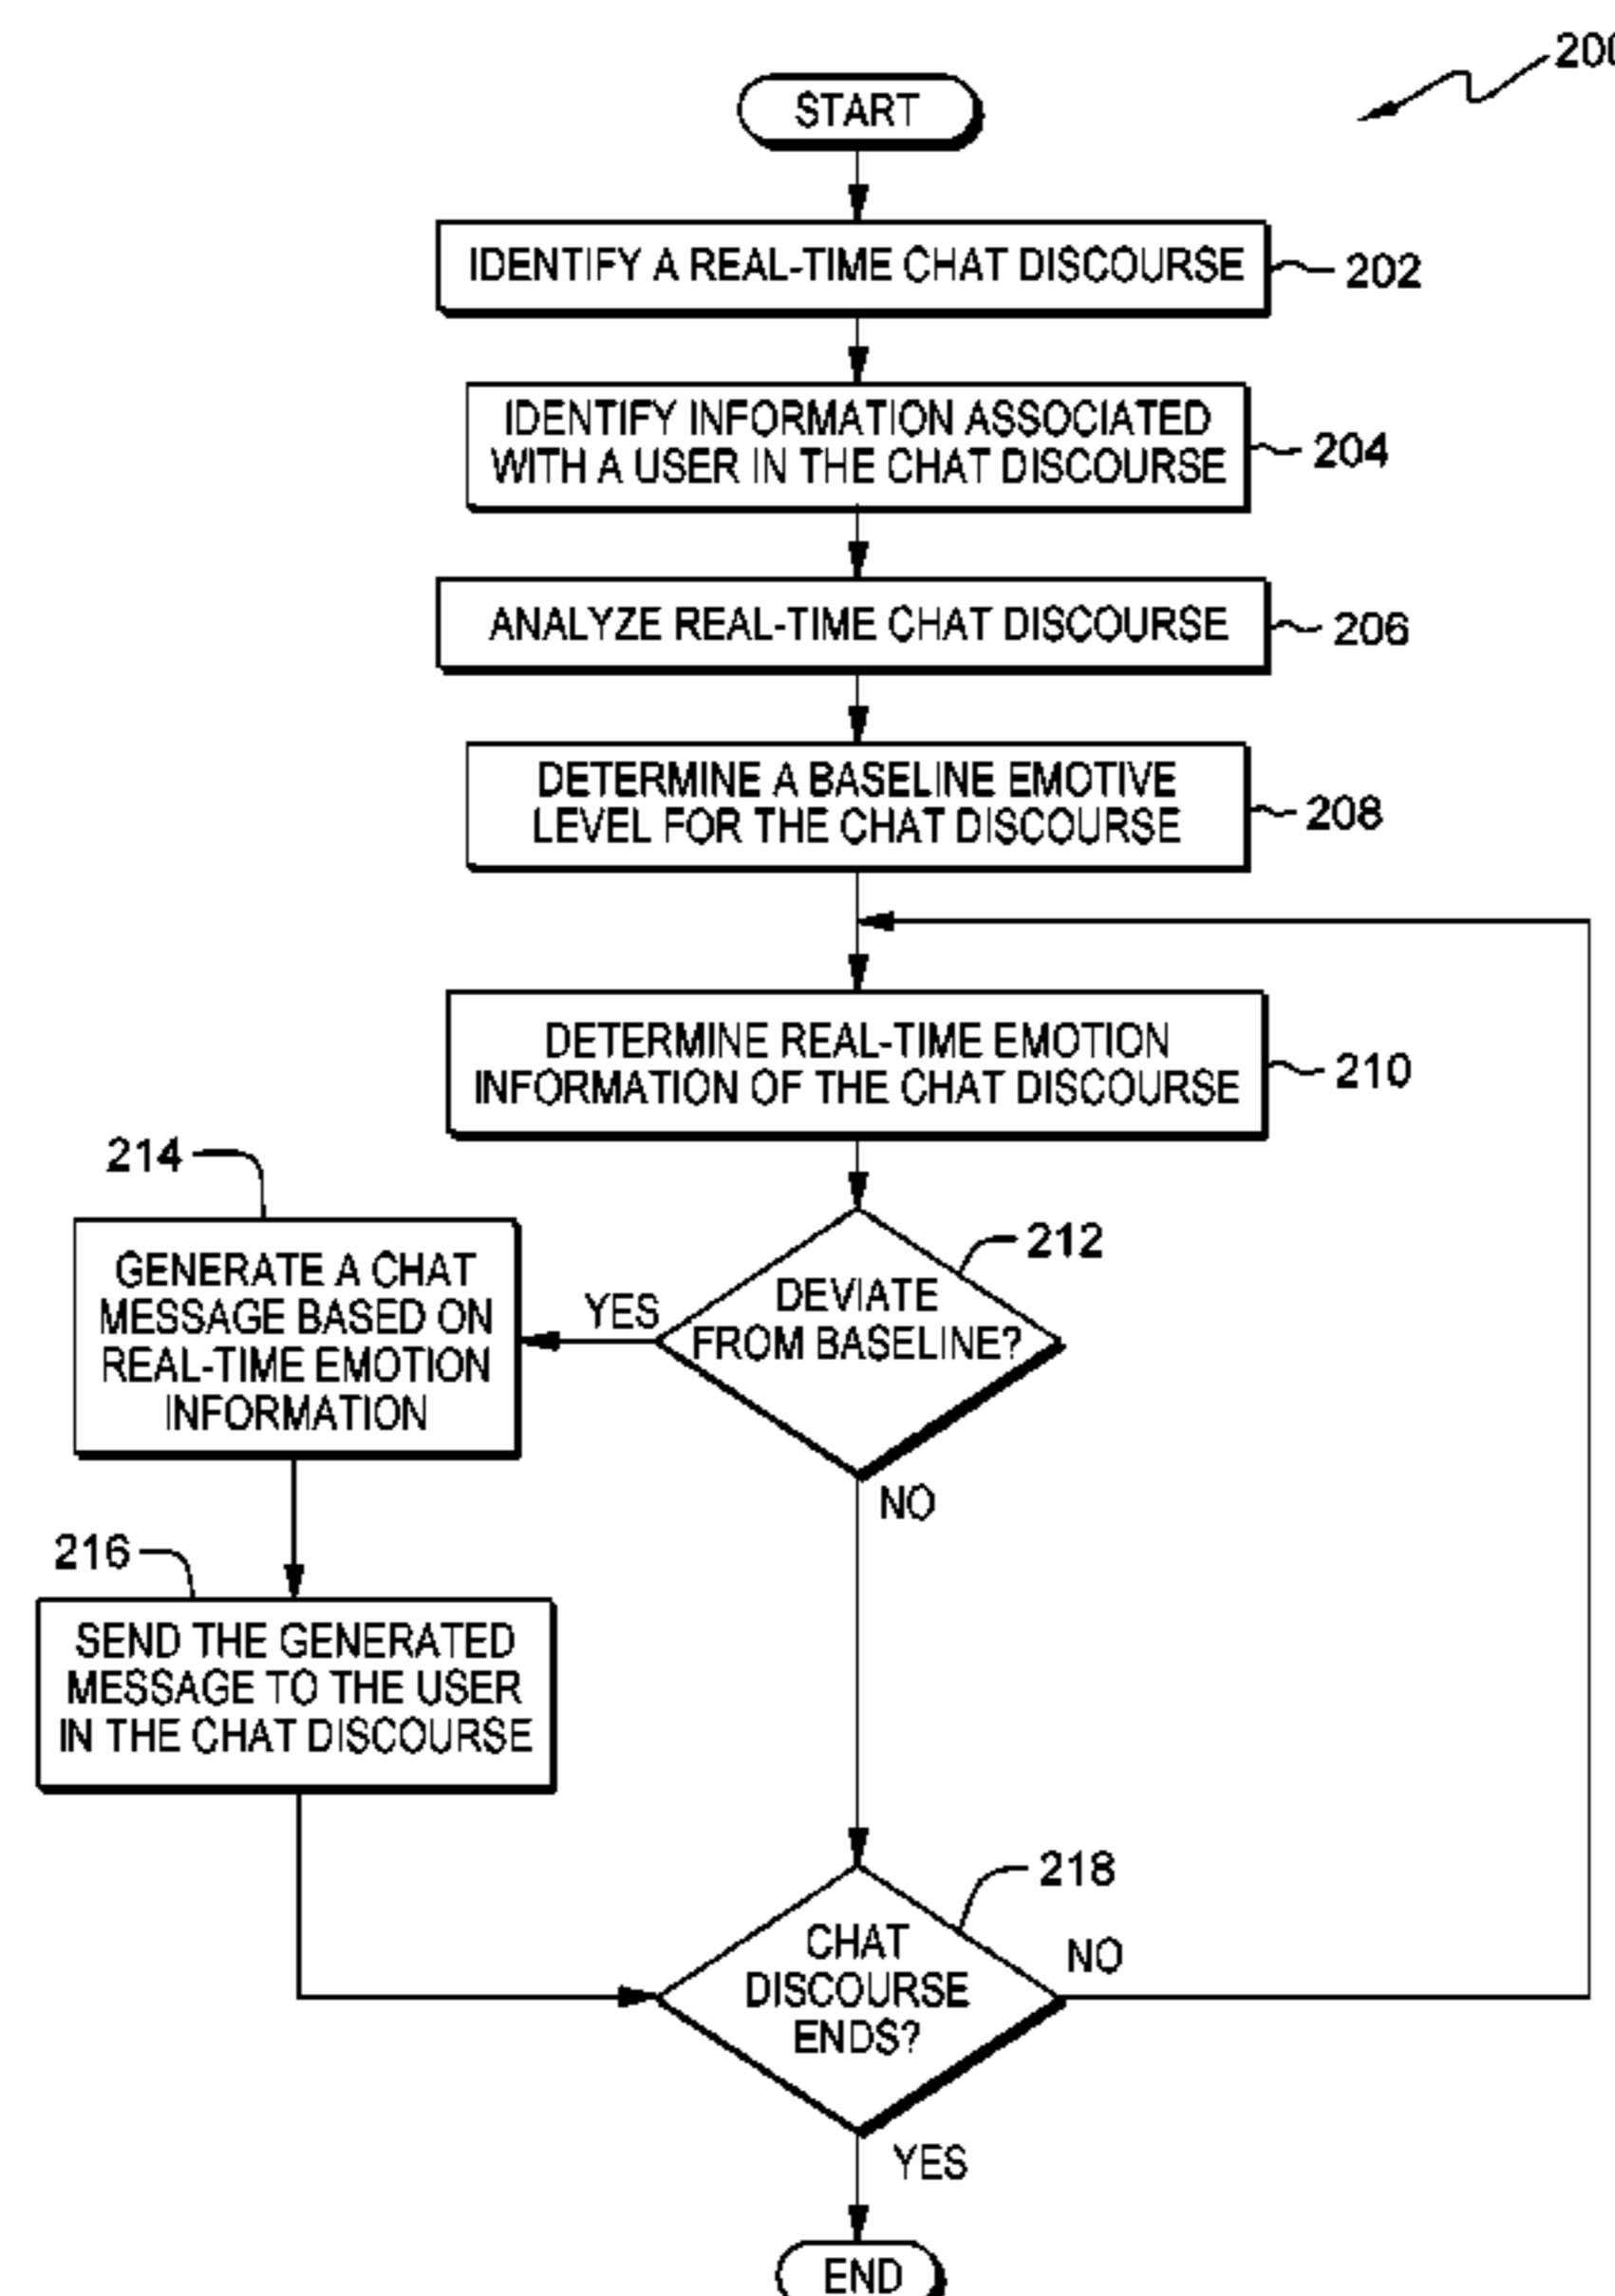 200
START
IDENTIFY A REAL-TIME CHAT DISCOURSE
202
IDENTIFY INFORMATION ASSOCIATED
WITH A USER IN THE CHAT DISCOURSE
204
ANALYZE REAL-TIME CHAT DISCOURSE
206
DETERMINE A BASELINE EMOTIVE
LEVEL FOR THE CHAT DISCOURSE
208
DETERMINE REAL-TIME EMOTION
INFORMATION OF THE CHAT DISCOURSE
210
212
DEVIATE
FROM BASELINE?
YES
NO
214
GENERATE A CHAT
MESSAGE BASED ON
REAL-TIME EMOTION
INFORMATION
216
SEND THE GENERATED
MESSAGE TO THE USER
IN THE CHAT DISCOURSE
218
CHAT
DISCOURSE
ENDS?
NO
YES
END